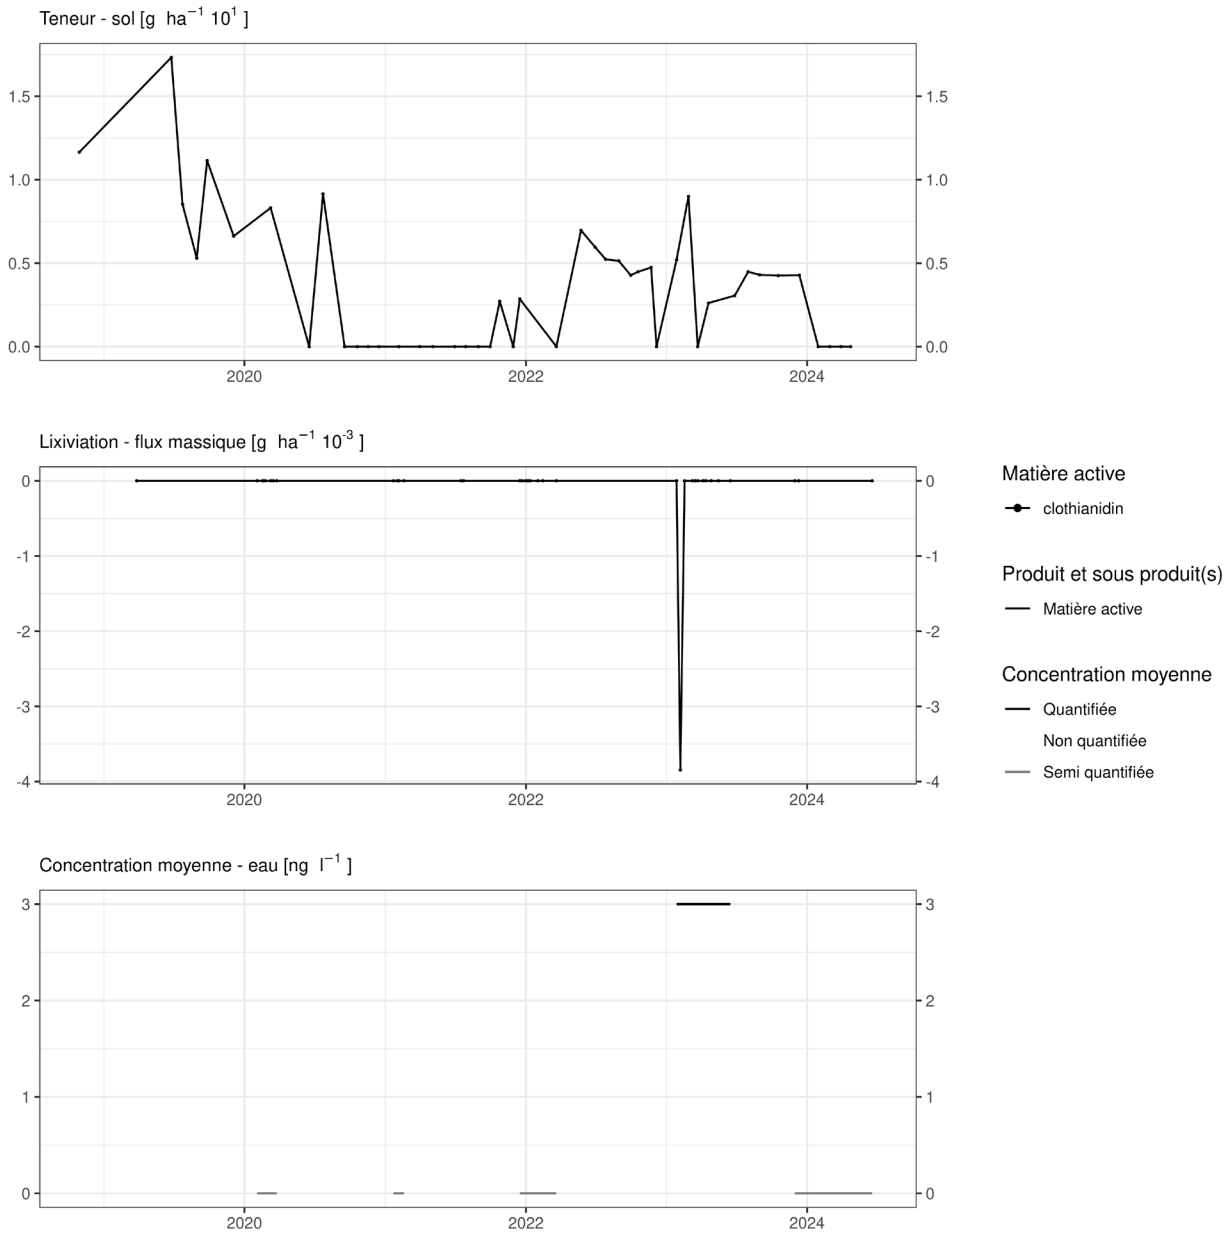 Teneur - sol [g ha−1 101 ]
1.5 1.5
1.0 1.0
0.5 0.5
0.0 0.0
2020 2022 2024
Lixiviation - flux massique [g ha−1 10-3 ]
0 0
-1 -1
-2 -2
-3 -3
-4 -4
2020 2022 2024
Matière active
clothianidin
Produit et sous produit(s)
Matière active
Concentration moyenne
Quantifiée
Non quantifiée
Semi quantifiée
Concentration moyenne - eau [ng l−1 ]
3 3
2 2
1 1
0 0
2020 2022 2024